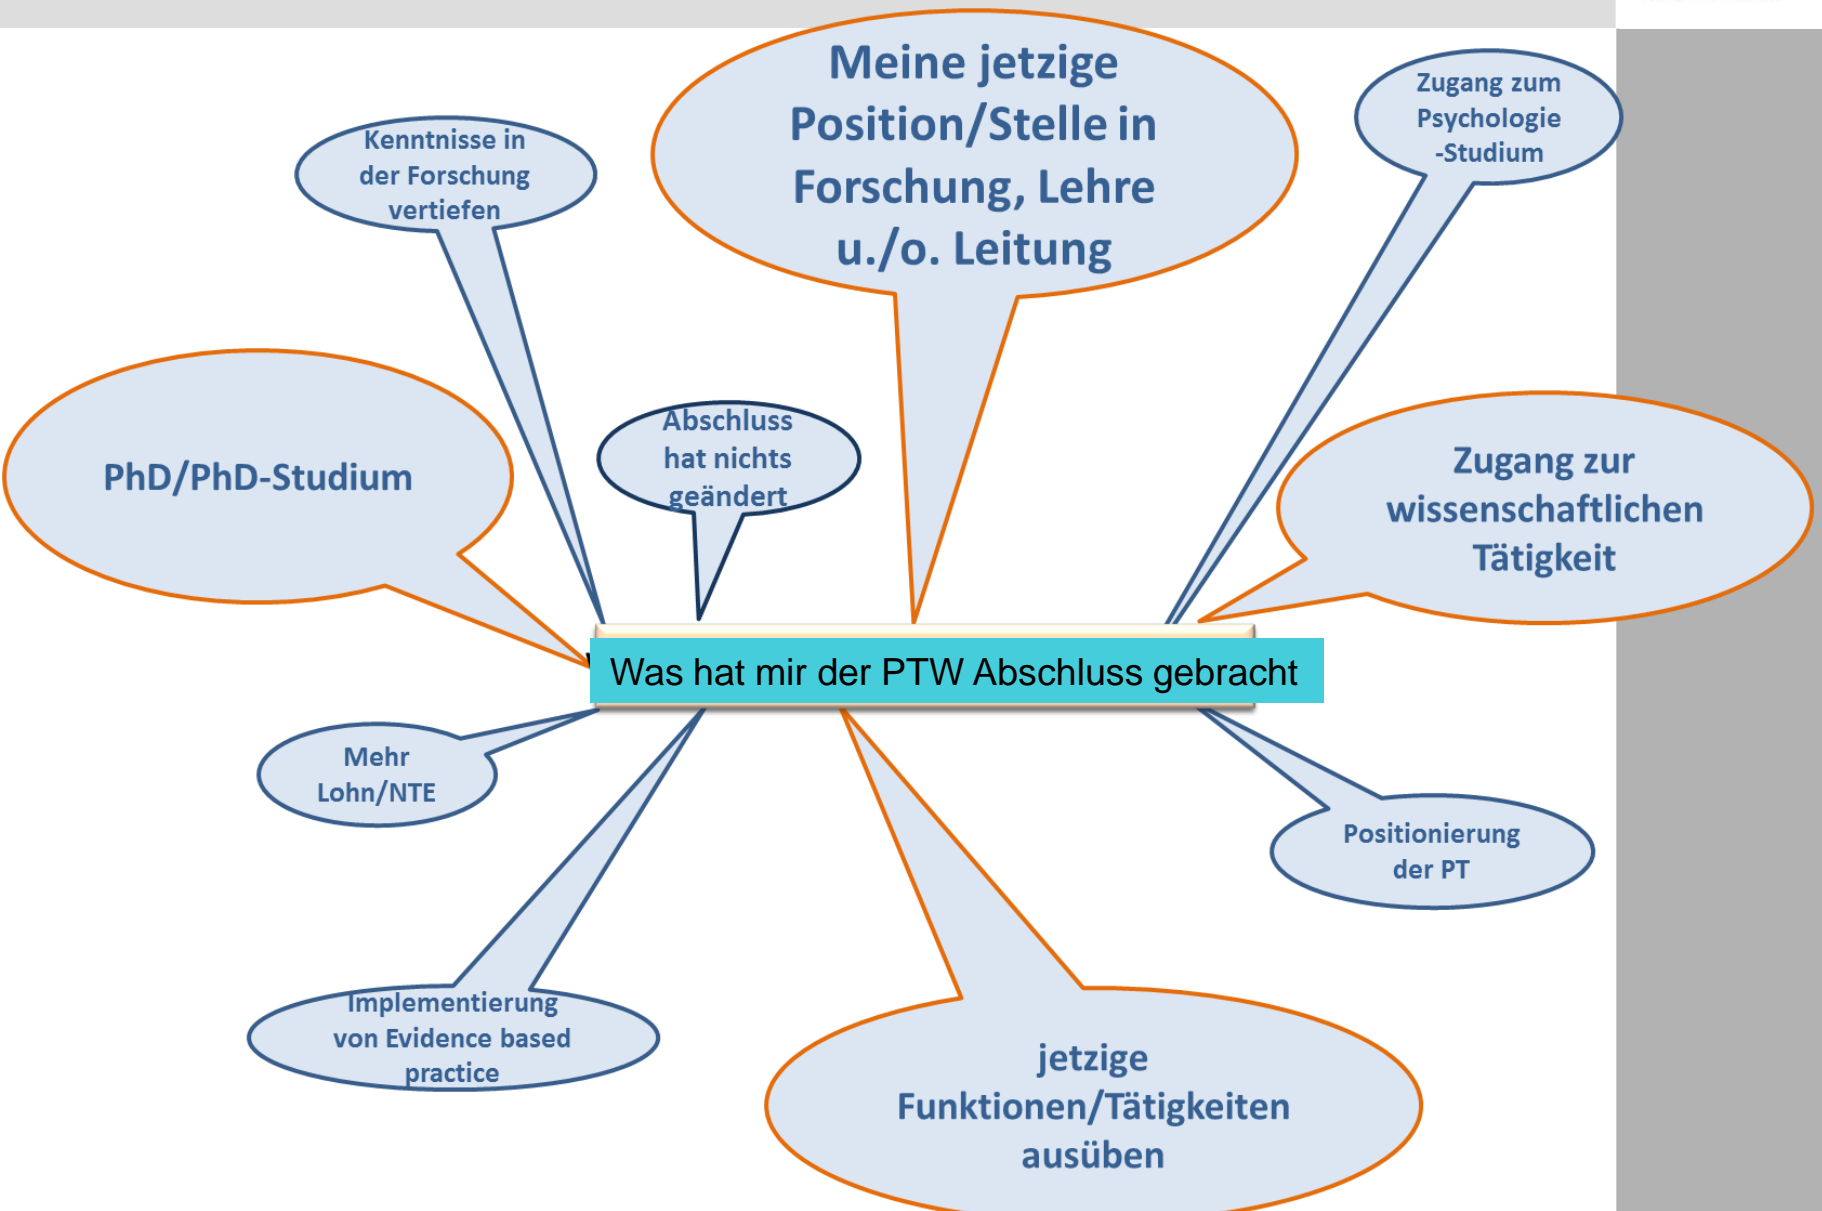 Meine jetzige
Position/Stelle in
Forschung, Lehre
u./o. Leitung
Zugang zum
Psychologie
-Studium
Kenntnisse in
der Forschung
vertiefen
PhD/PhD-Studium
Abschluss
hat nichts
geändert
Zugang zur
wissenschaftlichen
Tätigkeit
Was hat mir der PTW Abschluss gebracht
Mehr
Lohn/NTE
Positionierung
der PT
Implementierung
von Evidence based
practice
jetzige
Funktionen/Tätigkeiten
ausüben